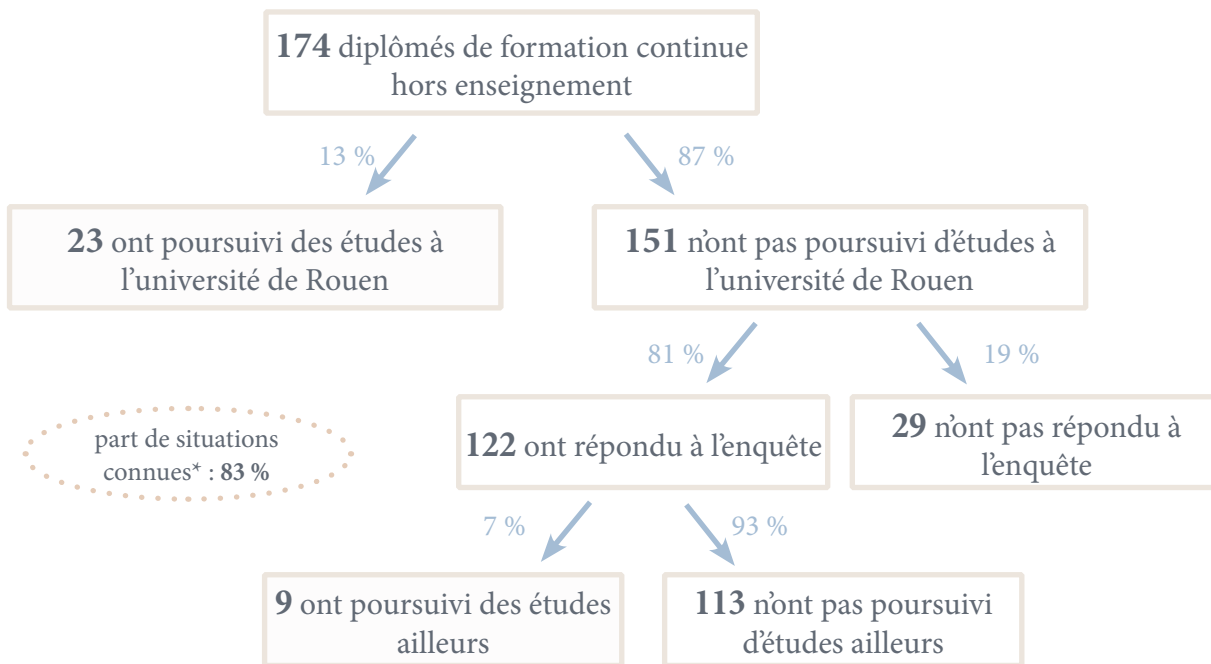 174 diplômés de formation continue
hors enseignement
13 %
87 %
23 ont poursuivi des études à
l'université de Rouen
151 n'ont pas poursuivi d'études à
l'université de Rouen
81 %
19 %
part de situations
connues* : 83 %
122 ont répondu à l'enquête
29 n'ont pas répondu à
l'enquête
7 %
93 %
9 ont poursuivi des études
ailleurs
113 n'ont pas poursuivi
d'études ailleurs